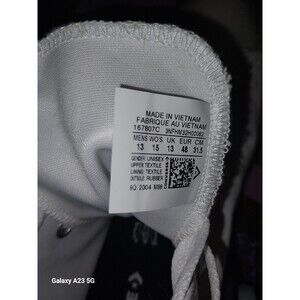 MADE IN VIETNAM
FABRIQUE AU VIETNAM
167807C
MENS WO'S UK EUR CM
13 15 13 48 31.5
GENDER: UNISEX
UPPER: TEXTILE
LINING: TEXTILE
OUTSOLE: RUBBER
Galaxy A23 5G